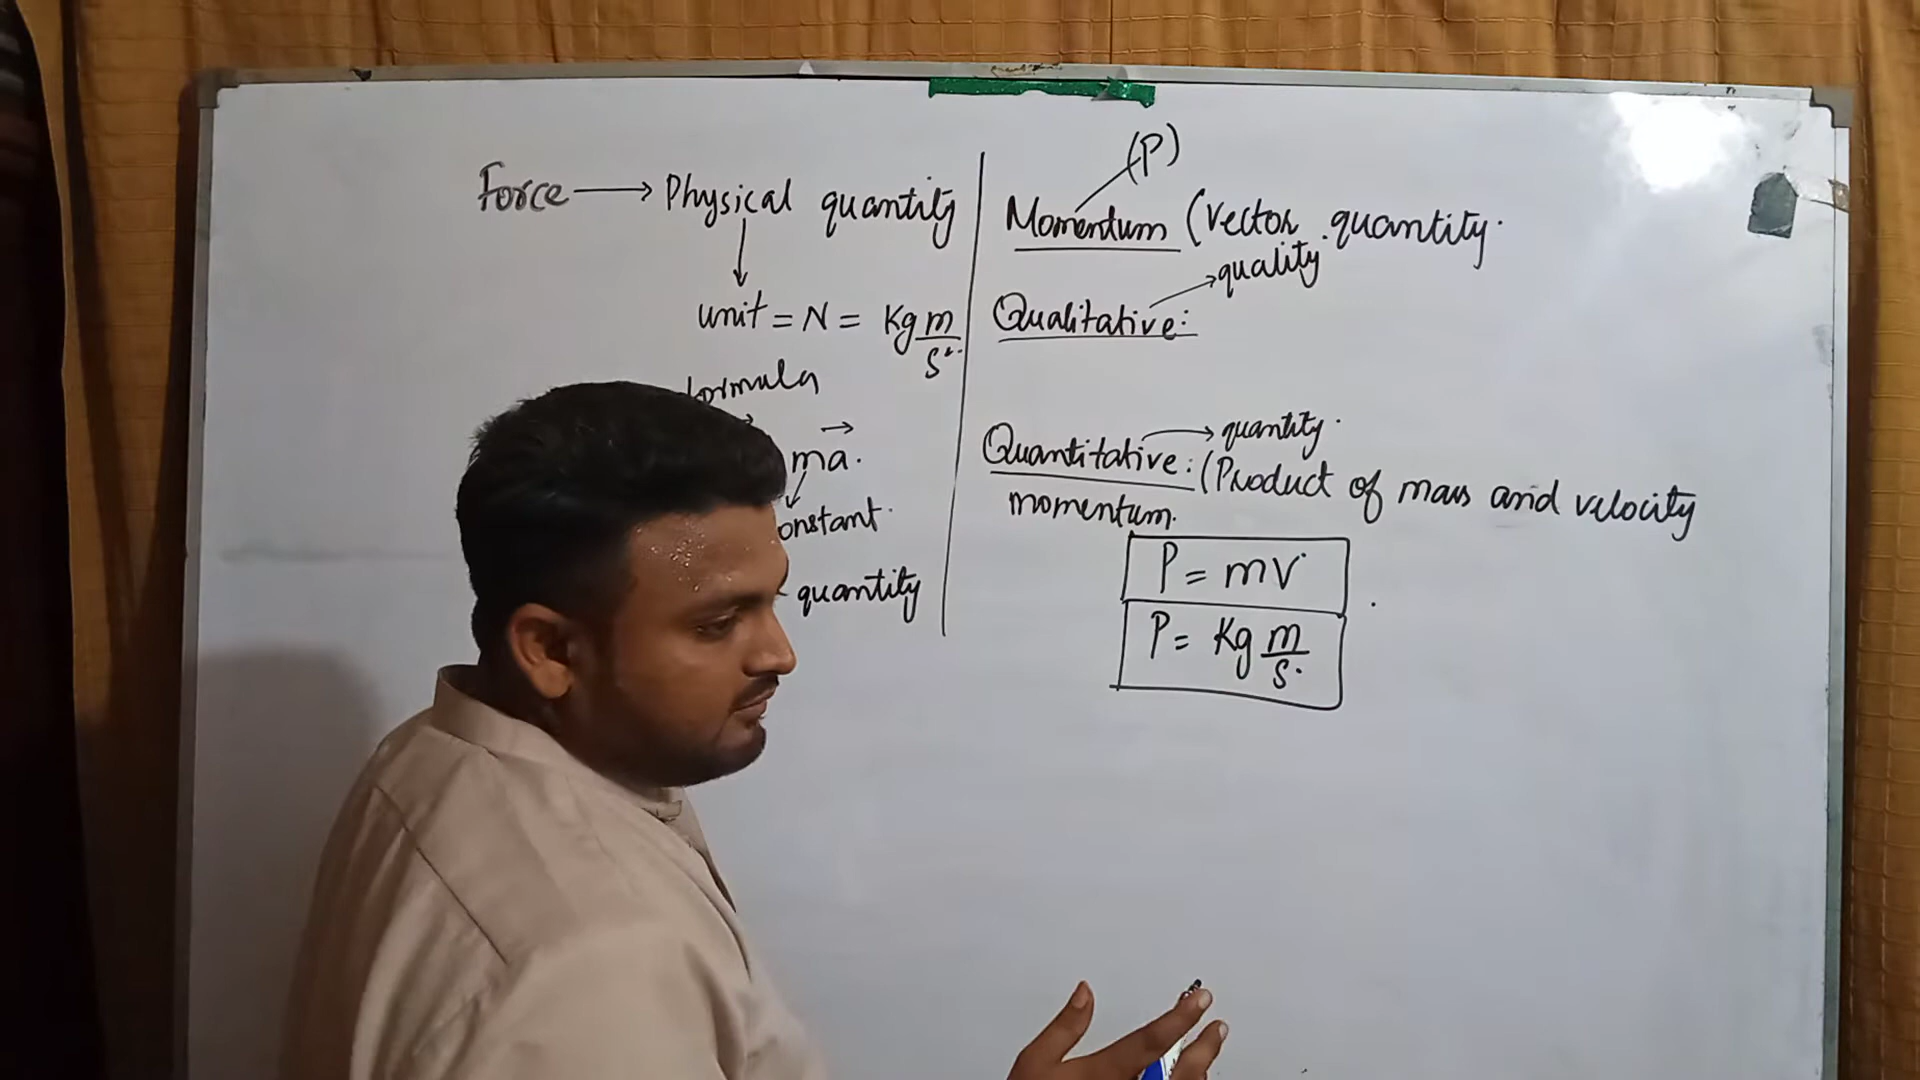 Force → Physical quantity
unit = N = Kg m/s².
formula
ma.
constant.
quantity
(P)
Momentum (vector quantity.
Qualitative: → quality
Quantitative: → quantity.
(Product of mass and velocity
momentum.
P = mv
P = Kg m/s.